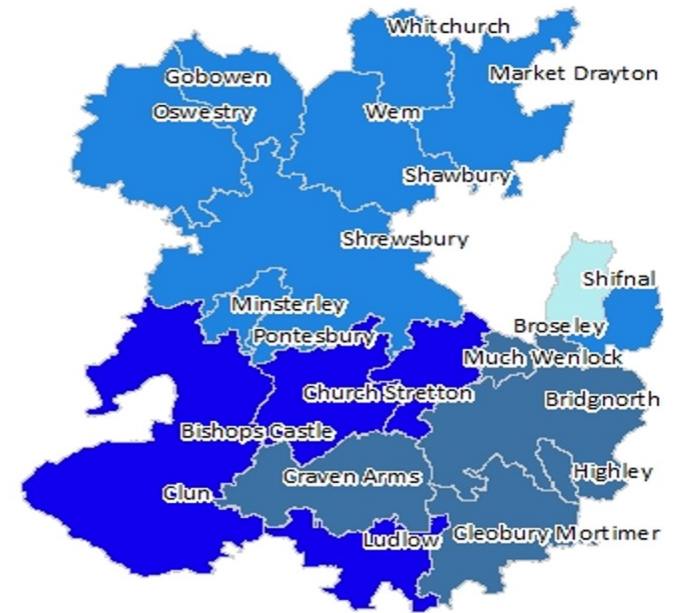 Whitchurch
Gobowen
Market Drayton
Oswestry
Wem
Shawbury
Shrewsbury
Shifnal
Minsterley
Broseley
Pontesbury
Much Wenlock
Church Stretton
Bridgnorth
Bishops Castle
Highley
Craven Arms
Clun
Cleobury Mortimer
Ludlow